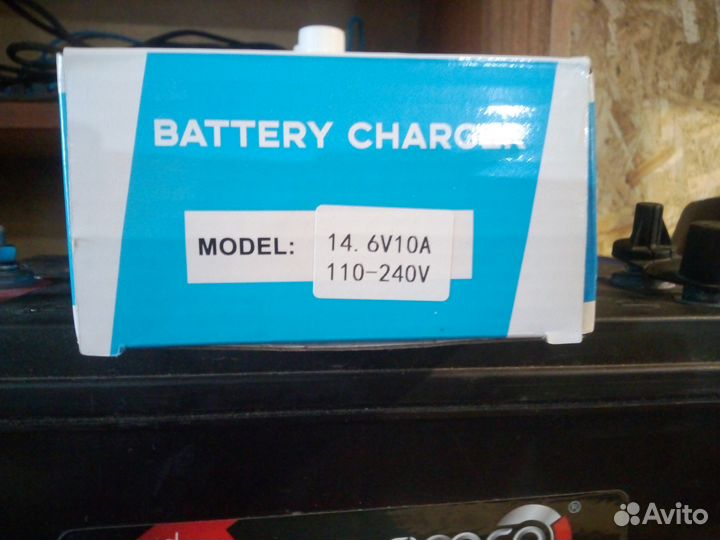 BATTERY CHARGER
MODEL: 14.6V10A
110-240V
®
Avito